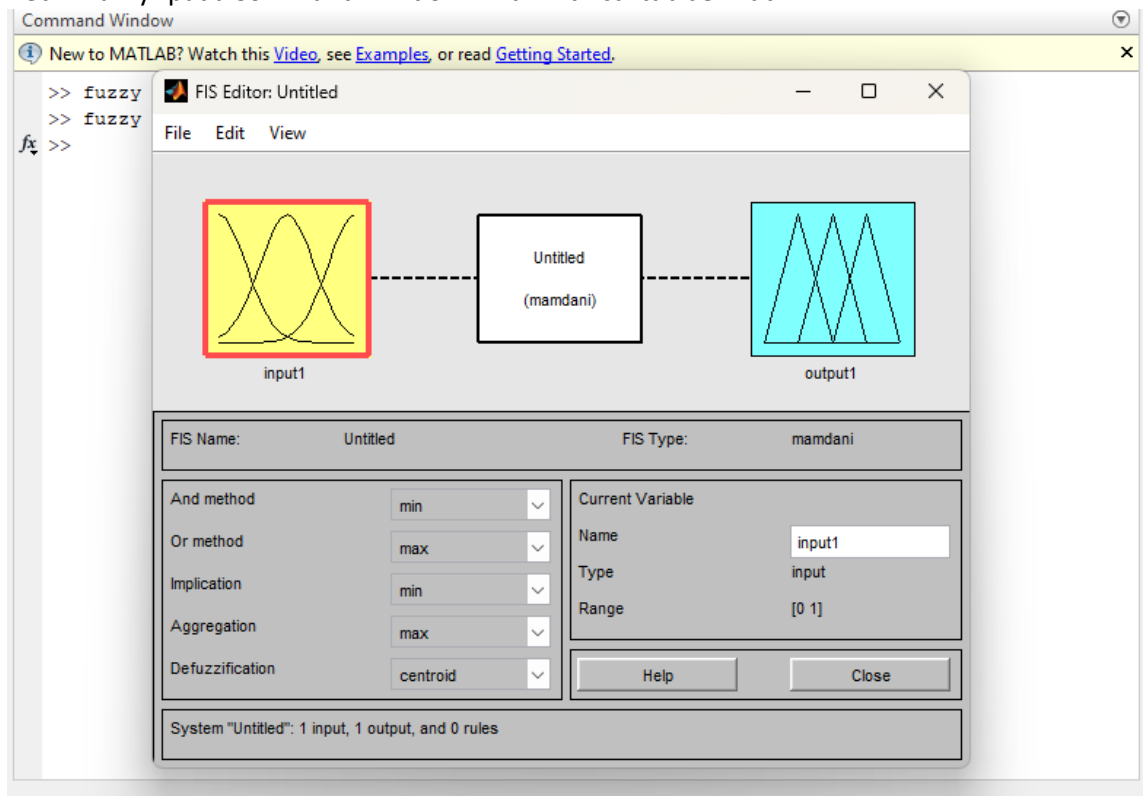 Command Window
New to MATLAB? Watch this Video, see Examples, or read Getting Started.
>> fuzzy
>> fuzzy
fx >>
FIS Editor: Untitled
File Edit View
Untitled
(mamdani)
input1
output1
FIS Name: Untitled FIS Type: mamdani
And method min
Or method max
Implication min
Aggregation max
Defuzzification centroid
Current Variable
Name input1
Type input
Range [0 1]
Help Close
System "Untitled": 1 input, 1 output, and 0 rules